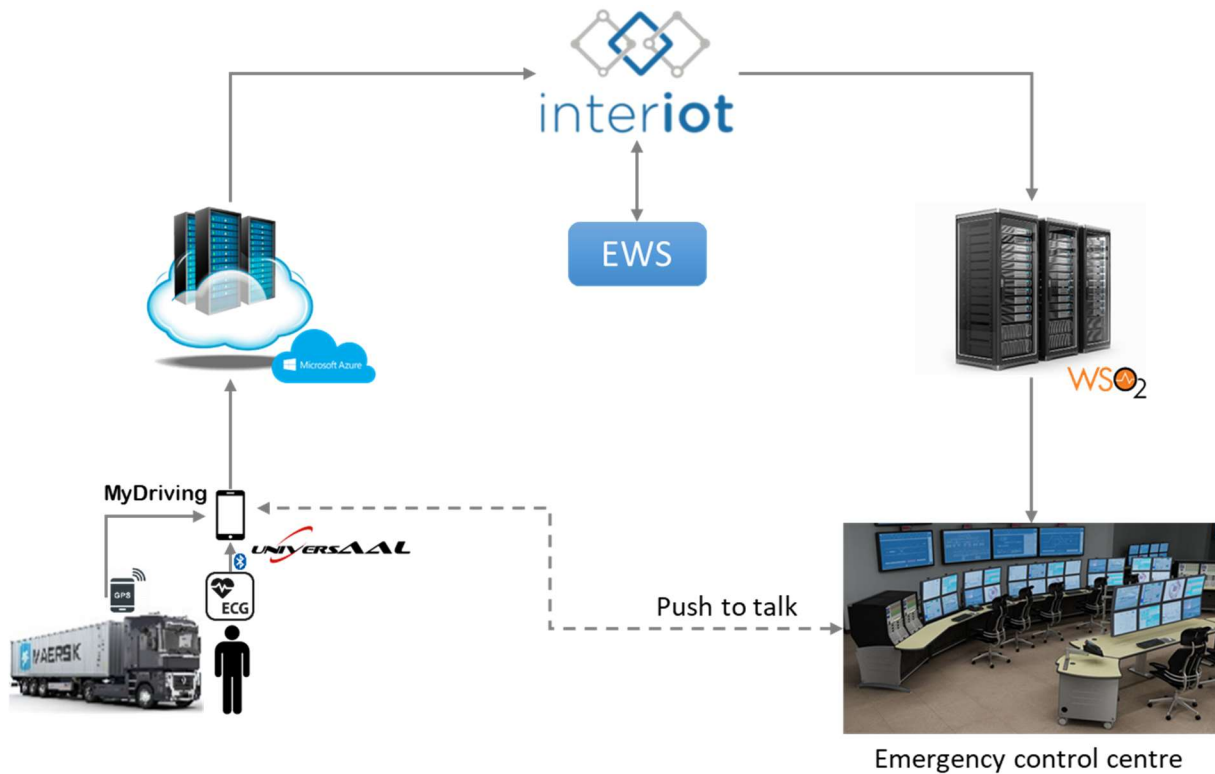 interiot
EWS
Microsoft Azure
WSO2
MyDriving
UNIVERSAAL
GPS
ECG
MAERSK
Push to talk
Emergency control centre